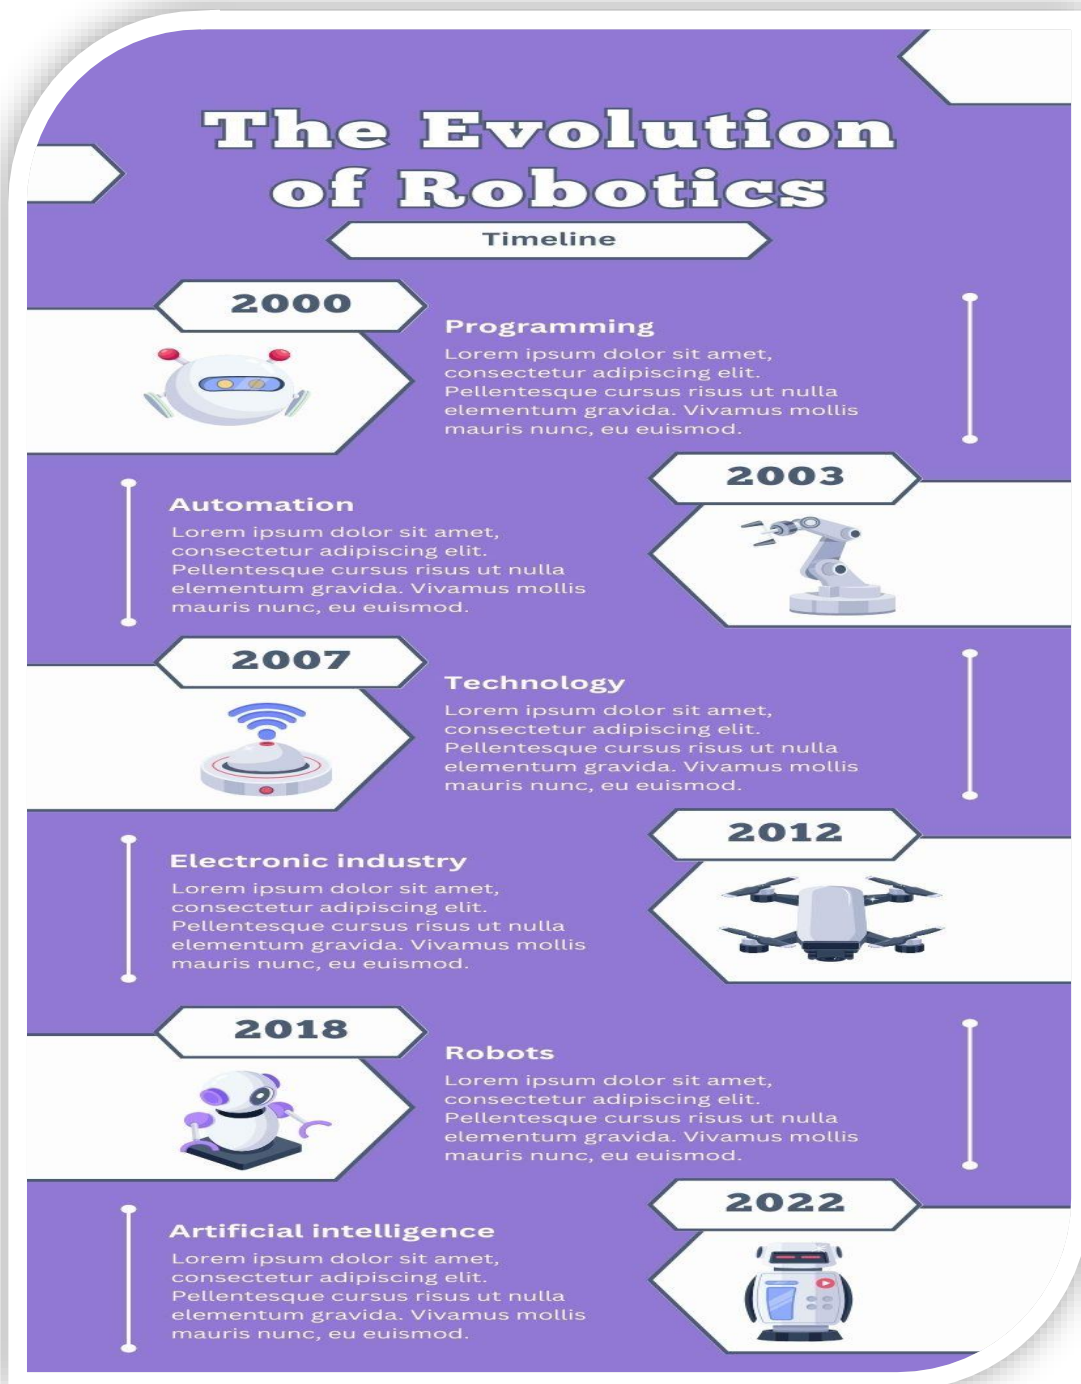 The Evolution
of Robotics
Timeline
2000
Programming
Lorem ipsum dolor sit amet,
consectetur adipiscing elit.
Pellentesque cursus risus ut nulla
elementum gravida. Vivamus mollis
mauris nunc, eu euismod.
2003
Automation
Lorem ipsum dolor sit amet,
consectetur adipiscing elit.
Pellentesque cursus risus ut nulla
elementum gravida. Vivamus mollis
mauris nunc, eu euismod.
2007
Technology
Lorem ipsum dolor sit amet,
consectetur adipiscing elit.
Pellentesque cursus risus ut nulla
elementum gravida. Vivamus mollis
mauris nunc, eu euismod.
2012
Electronic industry
Lorem ipsum dolor sit amet,
consectetur adipiscing elit.
Pellentesque cursus risus ut nulla
elementum gravida. Vivamus mollis
mauris nunc, eu euismod.
2018
Robots
Lorem ipsum dolor sit amet,
consectetur adipiscing elit.
Pellentesque cursus risus ut nulla
elementum gravida. Vivamus mollis
mauris nunc, eu euismod.
2022
Artificial intelligence
Lorem ipsum dolor sit amet,
consectetur adipiscing elit.
Pellentesque cursus risus ut nulla
elementum gravida. Vivamus mollis
mauris nunc, eu euismod.